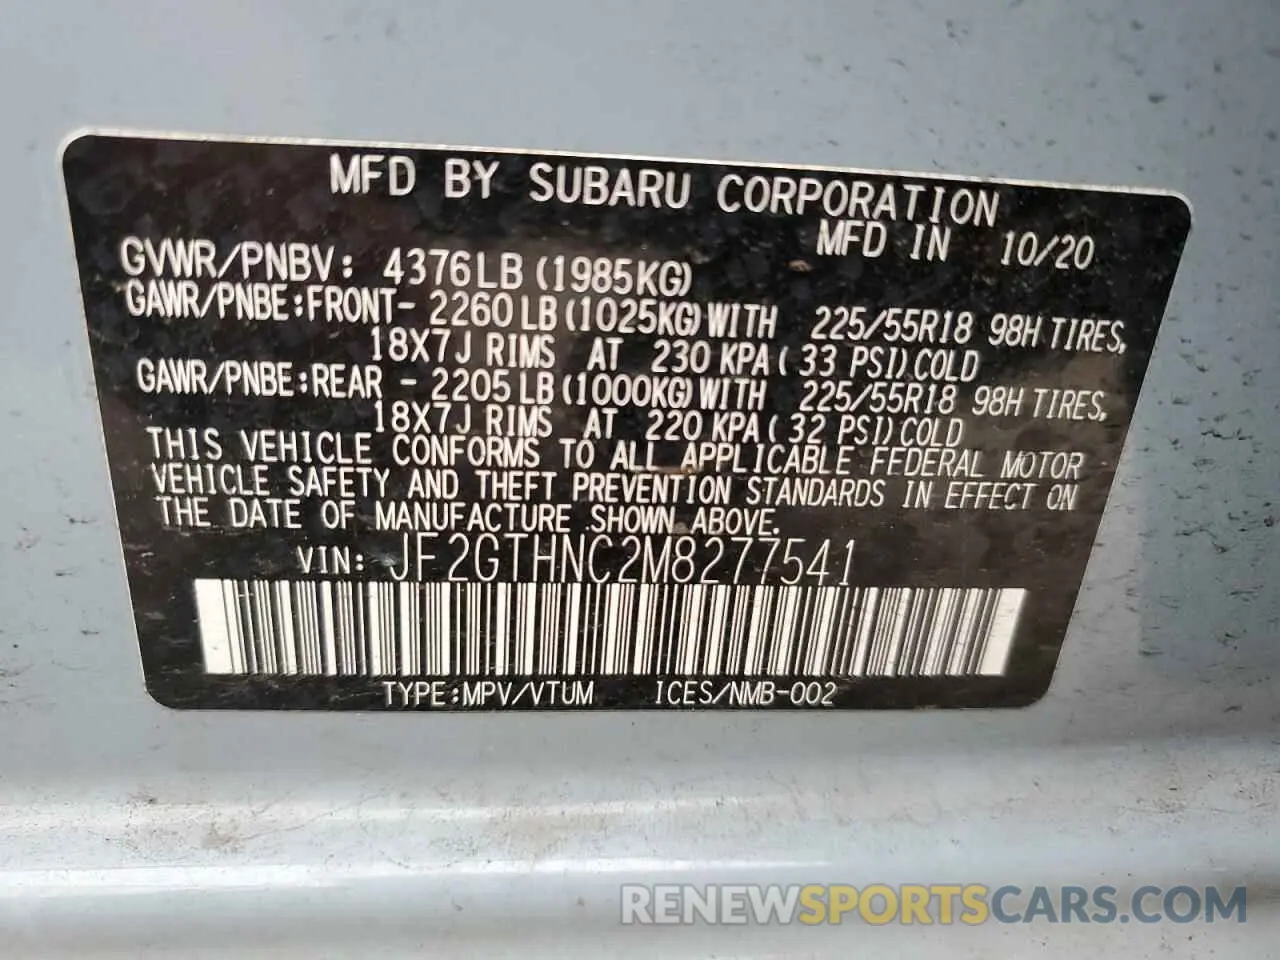 MFD BY SUBARU CORPORATION
MFD IN 10/20
GVWR/PNBV: 4376LB (1985KG)
GAWR/PNBE:FRONT- 2260LB (1025KG) WITH 225/55R18 98H TIRES,
18X7J RIMS AT 230 KPA ( 33 PSI) COLD
GAWR/PNBE:REAR - 2205LB (1000KG) WITH 225/55R18 98H TIRES,
18X7J RIMS AT 220 KPA ( 32 PSI) COLD
THIS VEHICLE CONFORMS TO ALL APPLICABLE FEDERAL MOTOR
VEHICLE SAFETY AND THEFT PREVENTION STANDARDS IN EFFECT ON
THE DATE OF MANUFACTURE SHOWN ABOVE.
VIN: JF2GTHNC2M8277541
TYPE:MPV/VTUM ICES/NMB-002
RENEWSPORTSCARS.COM